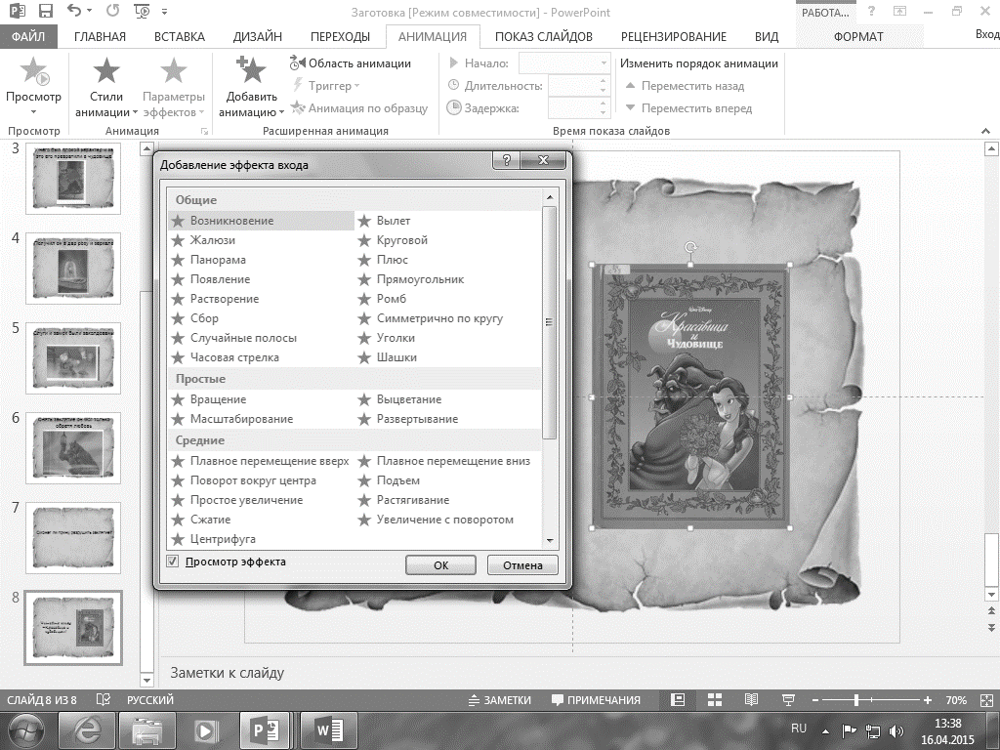 Заготовка [Режим совместимости] - PowerPoint
РАБОТА...
ФАЙЛ ГЛАВНАЯ ВСТАВКА ДИЗАЙН ПЕРЕХОДЫ АНИМАЦИЯ ПОКАЗ СЛАЙДОВ РЕЦЕНЗИРОВАНИЕ ВИД ФОРМАТ Вход
Просмотр
Стили анимации
Параметры эффектов
Добавить анимацию
Область анимации
Триггер
Анимация по образцу
Начало:
Длительность:
Задержка:
Изменить порядок анимации
Переместить назад
Переместить вперед
Просмотр Анимация Расширенная анимация Время показа слайдов
3
4
5
6
7
8
Добавление эффекта входа
Общие
Возникновение Вылет
Жалюзи Круговой
Панорама Плюс
Появление Прямоугольник
Растворение Ромб
Сбор Симметрично по кругу
Случайные полосы Уголки
Часовая стрелка Шашки
Простые
Вращение Выцветание
Масштабирование Развертывание
Средние
Плавное перемещение вверх Плавное перемещение вниз
Поворот вокруг центра Подъем
Простое увеличение Растягивание
Сжатие Увеличение с поворотом
Центрифуга
Просмотр эффекта ОК Отмена
Walt Disney
Красавица
и
Чудовище
Заметки к слайду
СЛАЙД 8 ИЗ 8 РУССКИЙ ЗАМЕТКИ ПРИМЕЧАНИЯ 70%
RU
13:38
16.04.2015